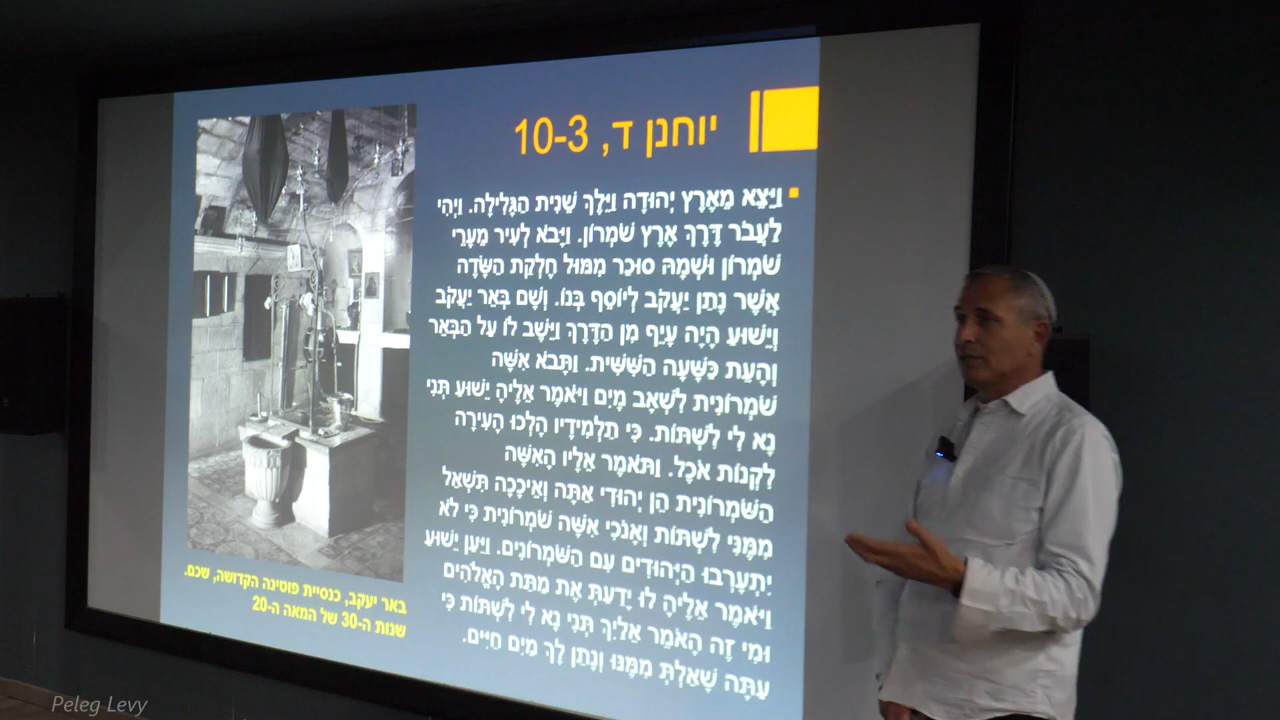 יוחנן ד, 10-3
וַיֵּצֵא מֵאֶרֶץ יְהוּדָה וַיֵּלֶךְ שֵׁנִית הַגָּלִילָה. וַיְהִי
לַעֲבֹר דָּרֶךְ אֶרֶץ שֹׁמְרוֹן. וַיָּבֹא לְעִיר מֵעָרֵי
שֹׁמְרוֹן וּשְׁמָהּ סוּכַר מִמּוּל חֶלְקַת הַשָּׂדֶה
אֲשֶׁר נָתַן יַעֲקֹב לְיוֹסֵף בְּנוֹ. וְשָׁם בְּאֵר יַעֲקֹב
וְיֵשׁוּעַ הָיָה עָיֵף מִן הַדֶּרֶךְ וַיֵּשֶׁב לוֹ עַל הַבְּאֵר
וְהָעֵת כַּשָּׁעָה הַשִּׁשִּׁית. וַתָּבֹא אִשָּׁה
שֹׁמְרוֹנִית לִשְׁאָב מָיִם וַיֹּאמֶר אֵלֶיהָ יֵשׁוּעַ תְּנִי
נָא לִי לִשְׁתּוֹת. כִּי תַלְמִידָיו הָלְכוּ הָעִירָה
לִקְנוֹת אֹכֶל. וַתֹּאמֶר אֵלָיו הָאִשָּׁה
הַשֹּׁמְרוֹנִית הֵן יְהוּדִי אַתָּה וְאֵיכָכָה תִּשְׁאַל
מִמֶּנִּי לִשְׁתּוֹת וְאָנֹכִי אִשָּׁה שֹׁמְרוֹנִית כִּי לֹא
יִתְעָרְבוּ הַיְּהוּדִים עִם הַשֹּׁמְרוֹנִים. וַיַּעַן יֵשׁוּעַ
וַיֹּאמֶר אֵלֶיהָ לוּ יָדַעַתְּ אֶת מַתַּת הָאֱלֹהִים
וּמִי זֶה הָאֹמֵר אֵלַיִךְ תְּנִי נָא לִי לִשְׁתּוֹת כִּי
עַתָּה שָׁאַלְתְּ מִמֶּנּוּ וְנָתַן לָךְ מַיִם חַיִּים.
באר יעקב, כנסיית פוטינה הקדושה, שכם.
שנות ה-30 של המאה ה-20
Peleg Levy